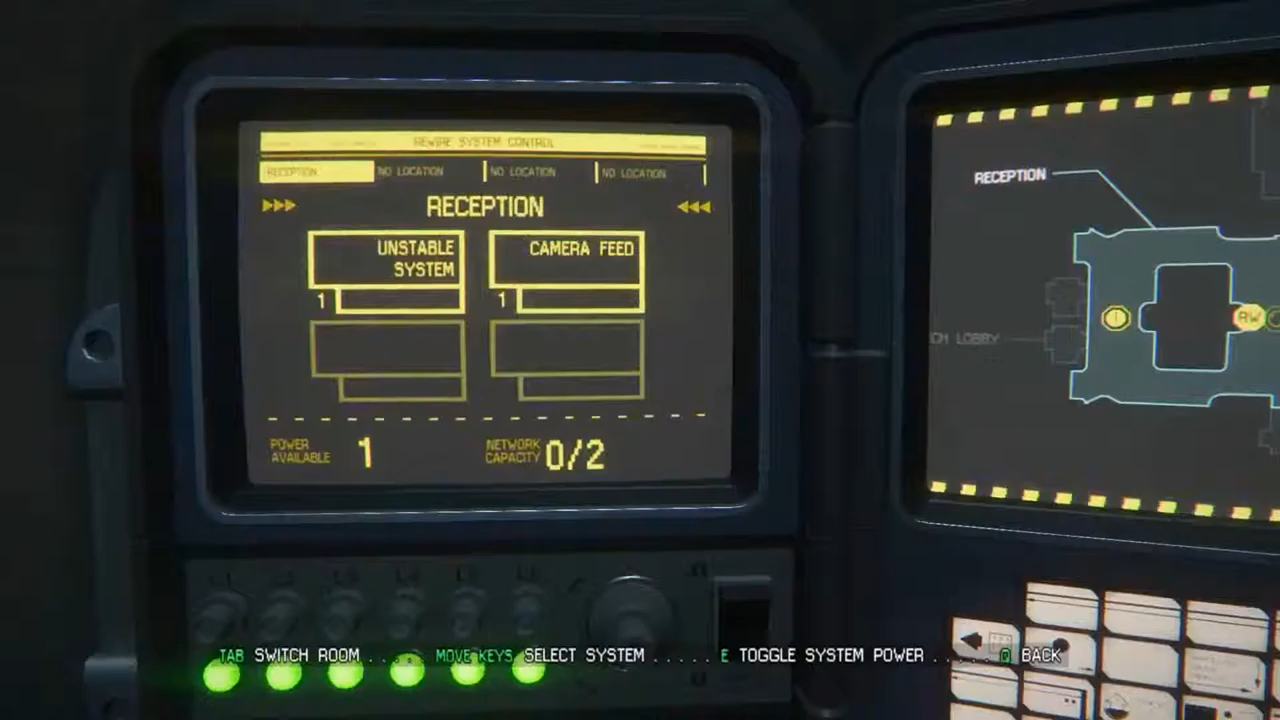 REWIRE SYSTEM CONTROL
RECEPTION NO LOCATION NO LOCATION NO LOCATION
RECEPTION
UNSTABLE
SYSTEM
1
CAMERA FEED
1
POWER
AVAILABLE 1
NETWORK
CAPACITY 0/2
RECEPTION
CH LOBBY
RW
TAB SWITCH ROOM ..... MOVE KEYS SELECT SYSTEM ..... E TOGGLE SYSTEM POWER ..... Q BACK